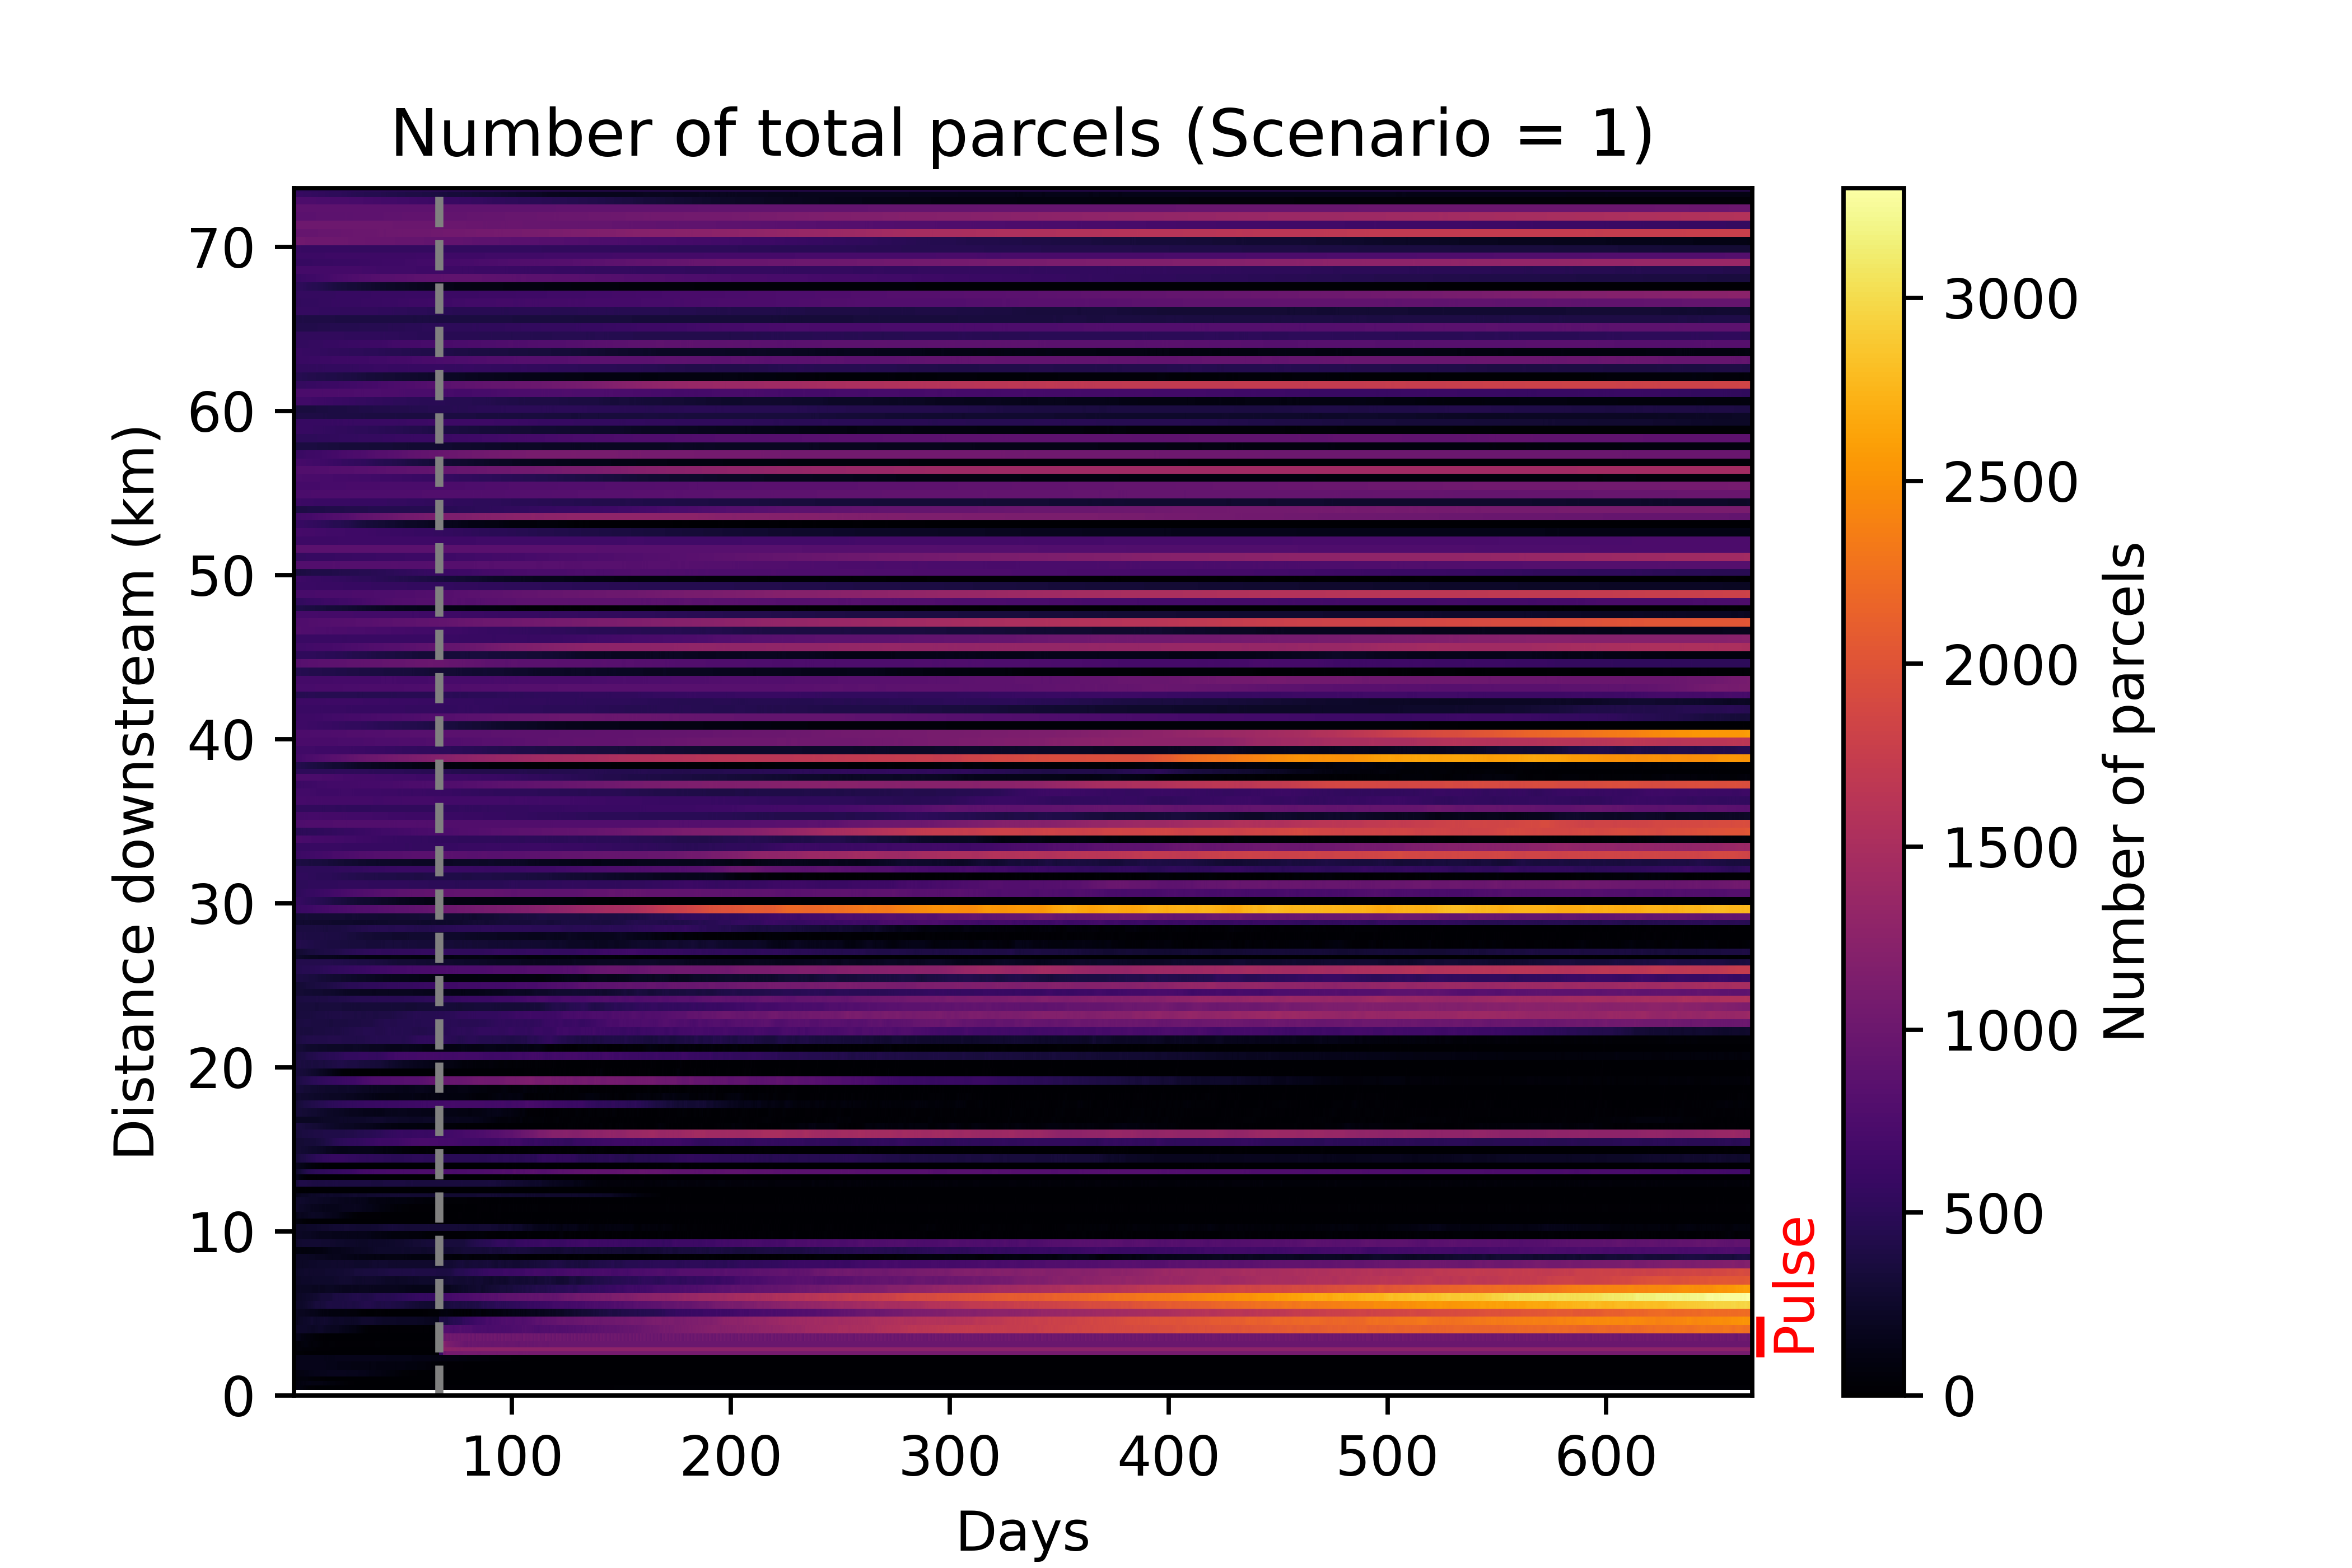 Number of total parcels (Scenario = 1)
Distance downstream (km)
70
60
50
40
30
20
10
0
100 200 300 400 500 600
Days
Pulse
3000
2500
2000
1500
1000
500
0
Number of parcels